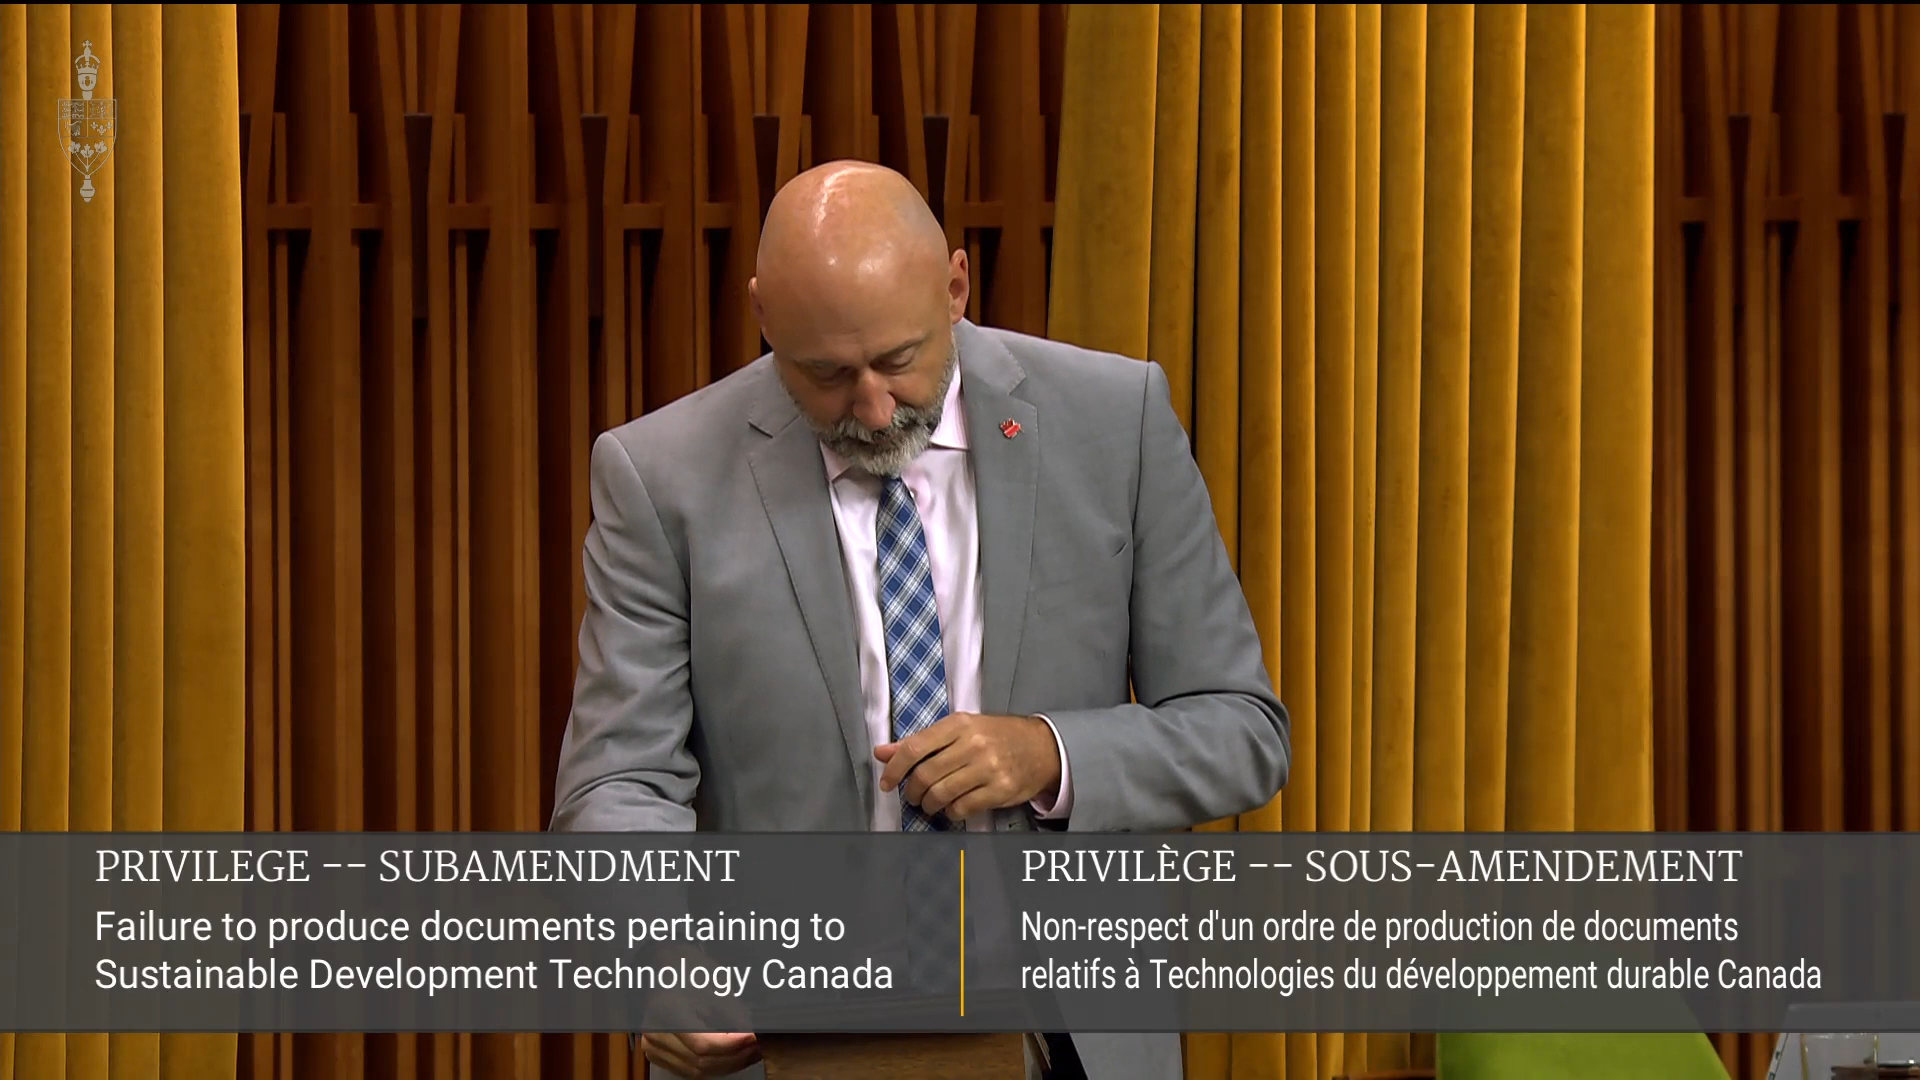 PRIVILEGE -- SUBAMENDMENT
Failure to produce documents pertaining to
Sustainable Development Technology Canada
PRIVILÈGE -- SOUS-AMENDEMENT
Non-respect d'un ordre de production de documents
relatifs à Technologies du développement durable Canada